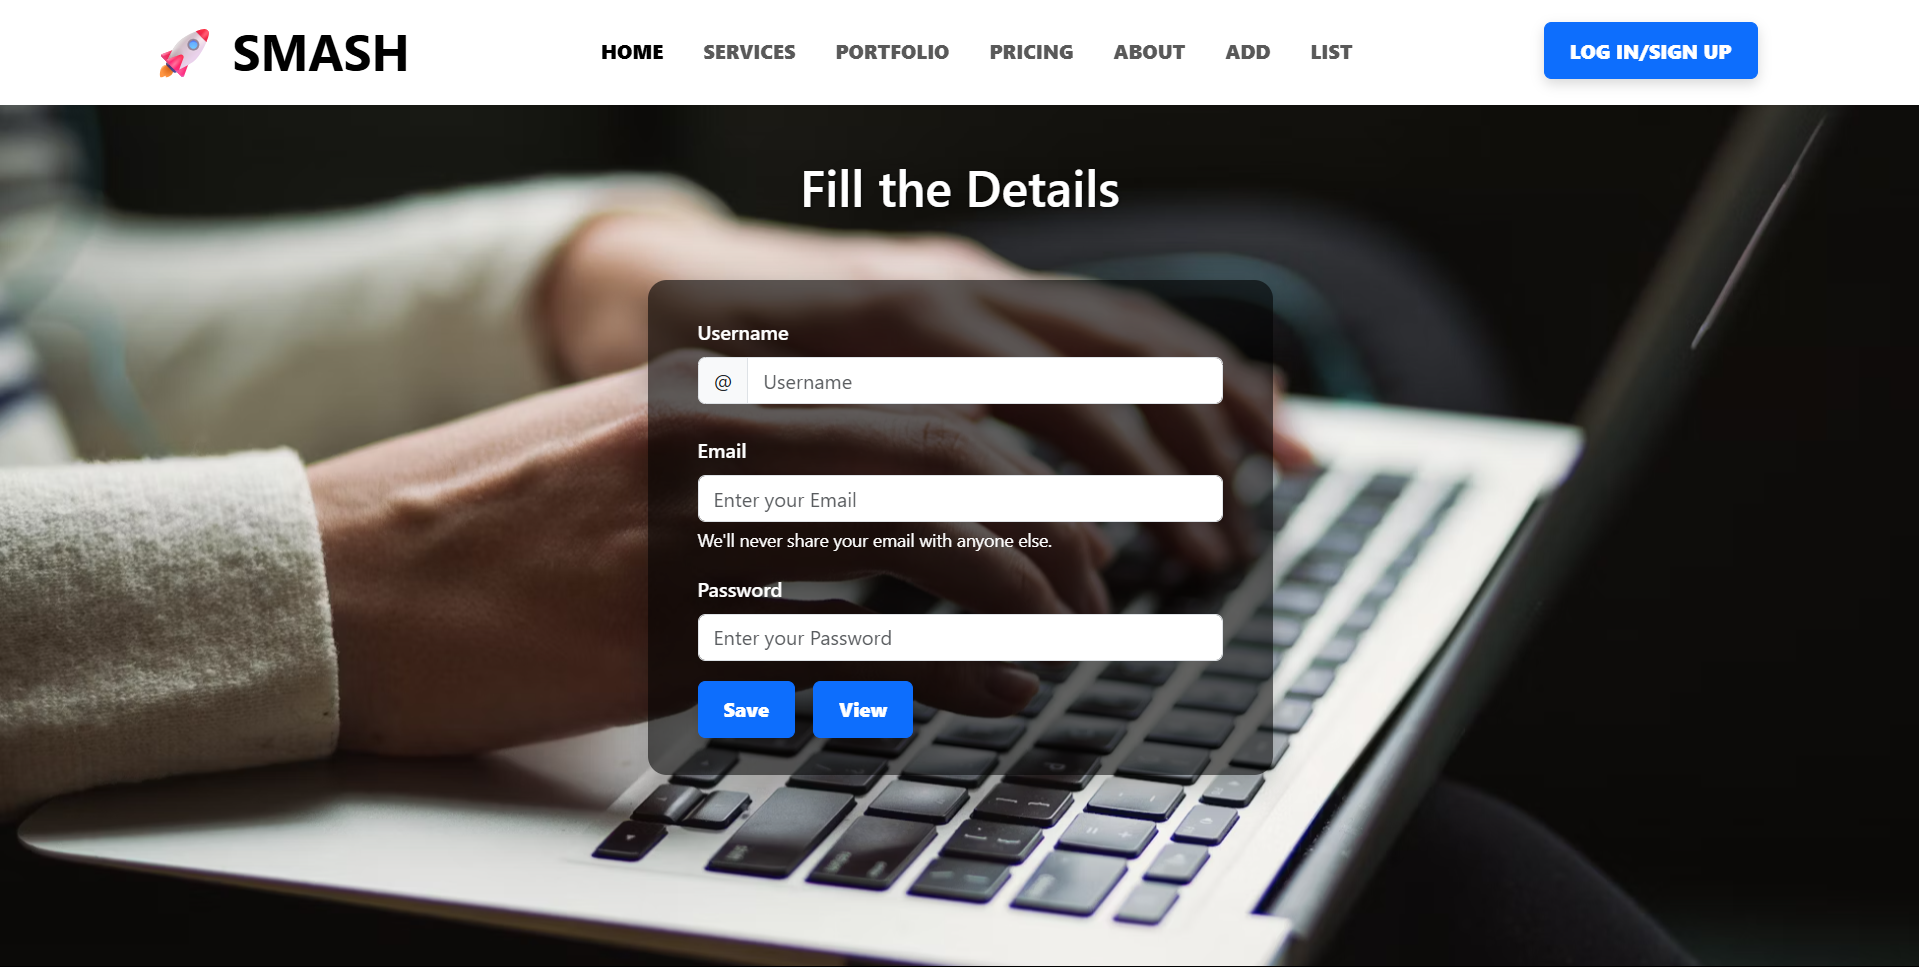 SMASH
HOME SERVICES PORTFOLIO PRICING ABOUT ADD LIST
LOG IN/SIGN UP
Fill the Details
Username
@ Username
Email
Enter your Email
We'll never share your email with anyone else.
Password
Enter your Password
Save View